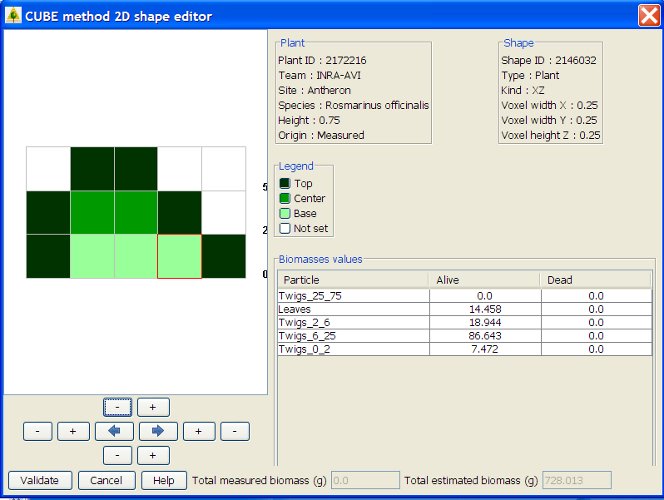 CUBE method 2D shape editor
Plant
Plant ID : 2172216
Team : INRA-AVI
Site : Antheron
Species : Rosmarinus officinalis
Height : 0.75
Origin : Measured
Shape
Shape ID : 2146032
Type : Plant
Kind : XZ
Voxel width X : 0.25
Voxel width Y : 0.25
Voxel height Z : 0.25
Legend
Top
Center
Base
Not set
5
2
0
Biomasses values
Particle Alive Dead
Twigs_25_75 0.0 0.0
Leaves 14.458 0.0
Twigs_2_6 18.944 0.0
Twigs_6_25 86.643 0.0
Twigs_0_2 7.472 0.0
- +
- + + -
- +
Validate Cancel Help Total measured biomass (g) 0.0 Total estimated biomass (g) 728.013